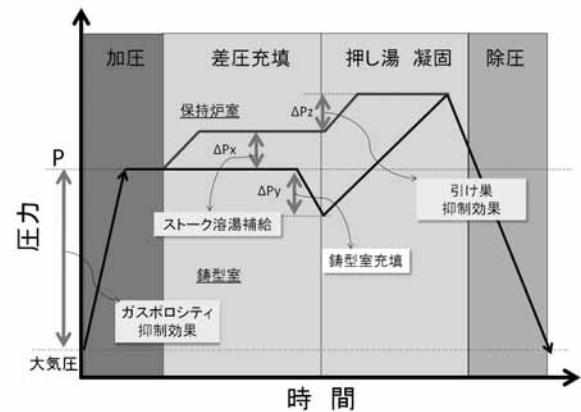 加圧
差圧充填
押し湯 凝固
除圧
保持炉室
ΔPz
ΔPx
P
ΔPy
引け巣
抑制効果
ストーク溶湯補給
鋳型室充填
圧力
鋳型室
ガスポロシティ
抑制効果
大気圧
時間